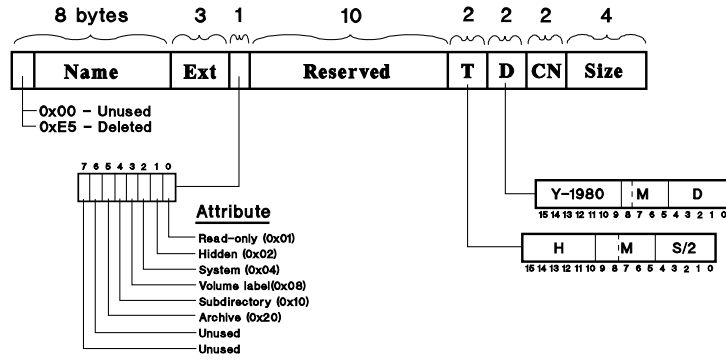 8 bytes 3 1 10 2 2 2 4
Name Ext Reserved T D CN Size
0x00 - Unused
0xE5 - Deleted
7 6 5 4 3 2 1 0
Attribute
Read-only (0x01)
Hidden (0x02)
System (0x04)
Volume label(0x08)
Subdirectory (0x10)
Archive (0x20)
Unused
Unused
Y-1980 M D
15 14 13 12 11 10 9 8 7 6 5 4 3 2 1 0
H M S/2
15 14 13 12 11 10 9 8 7 6 5 4 3 2 1 0